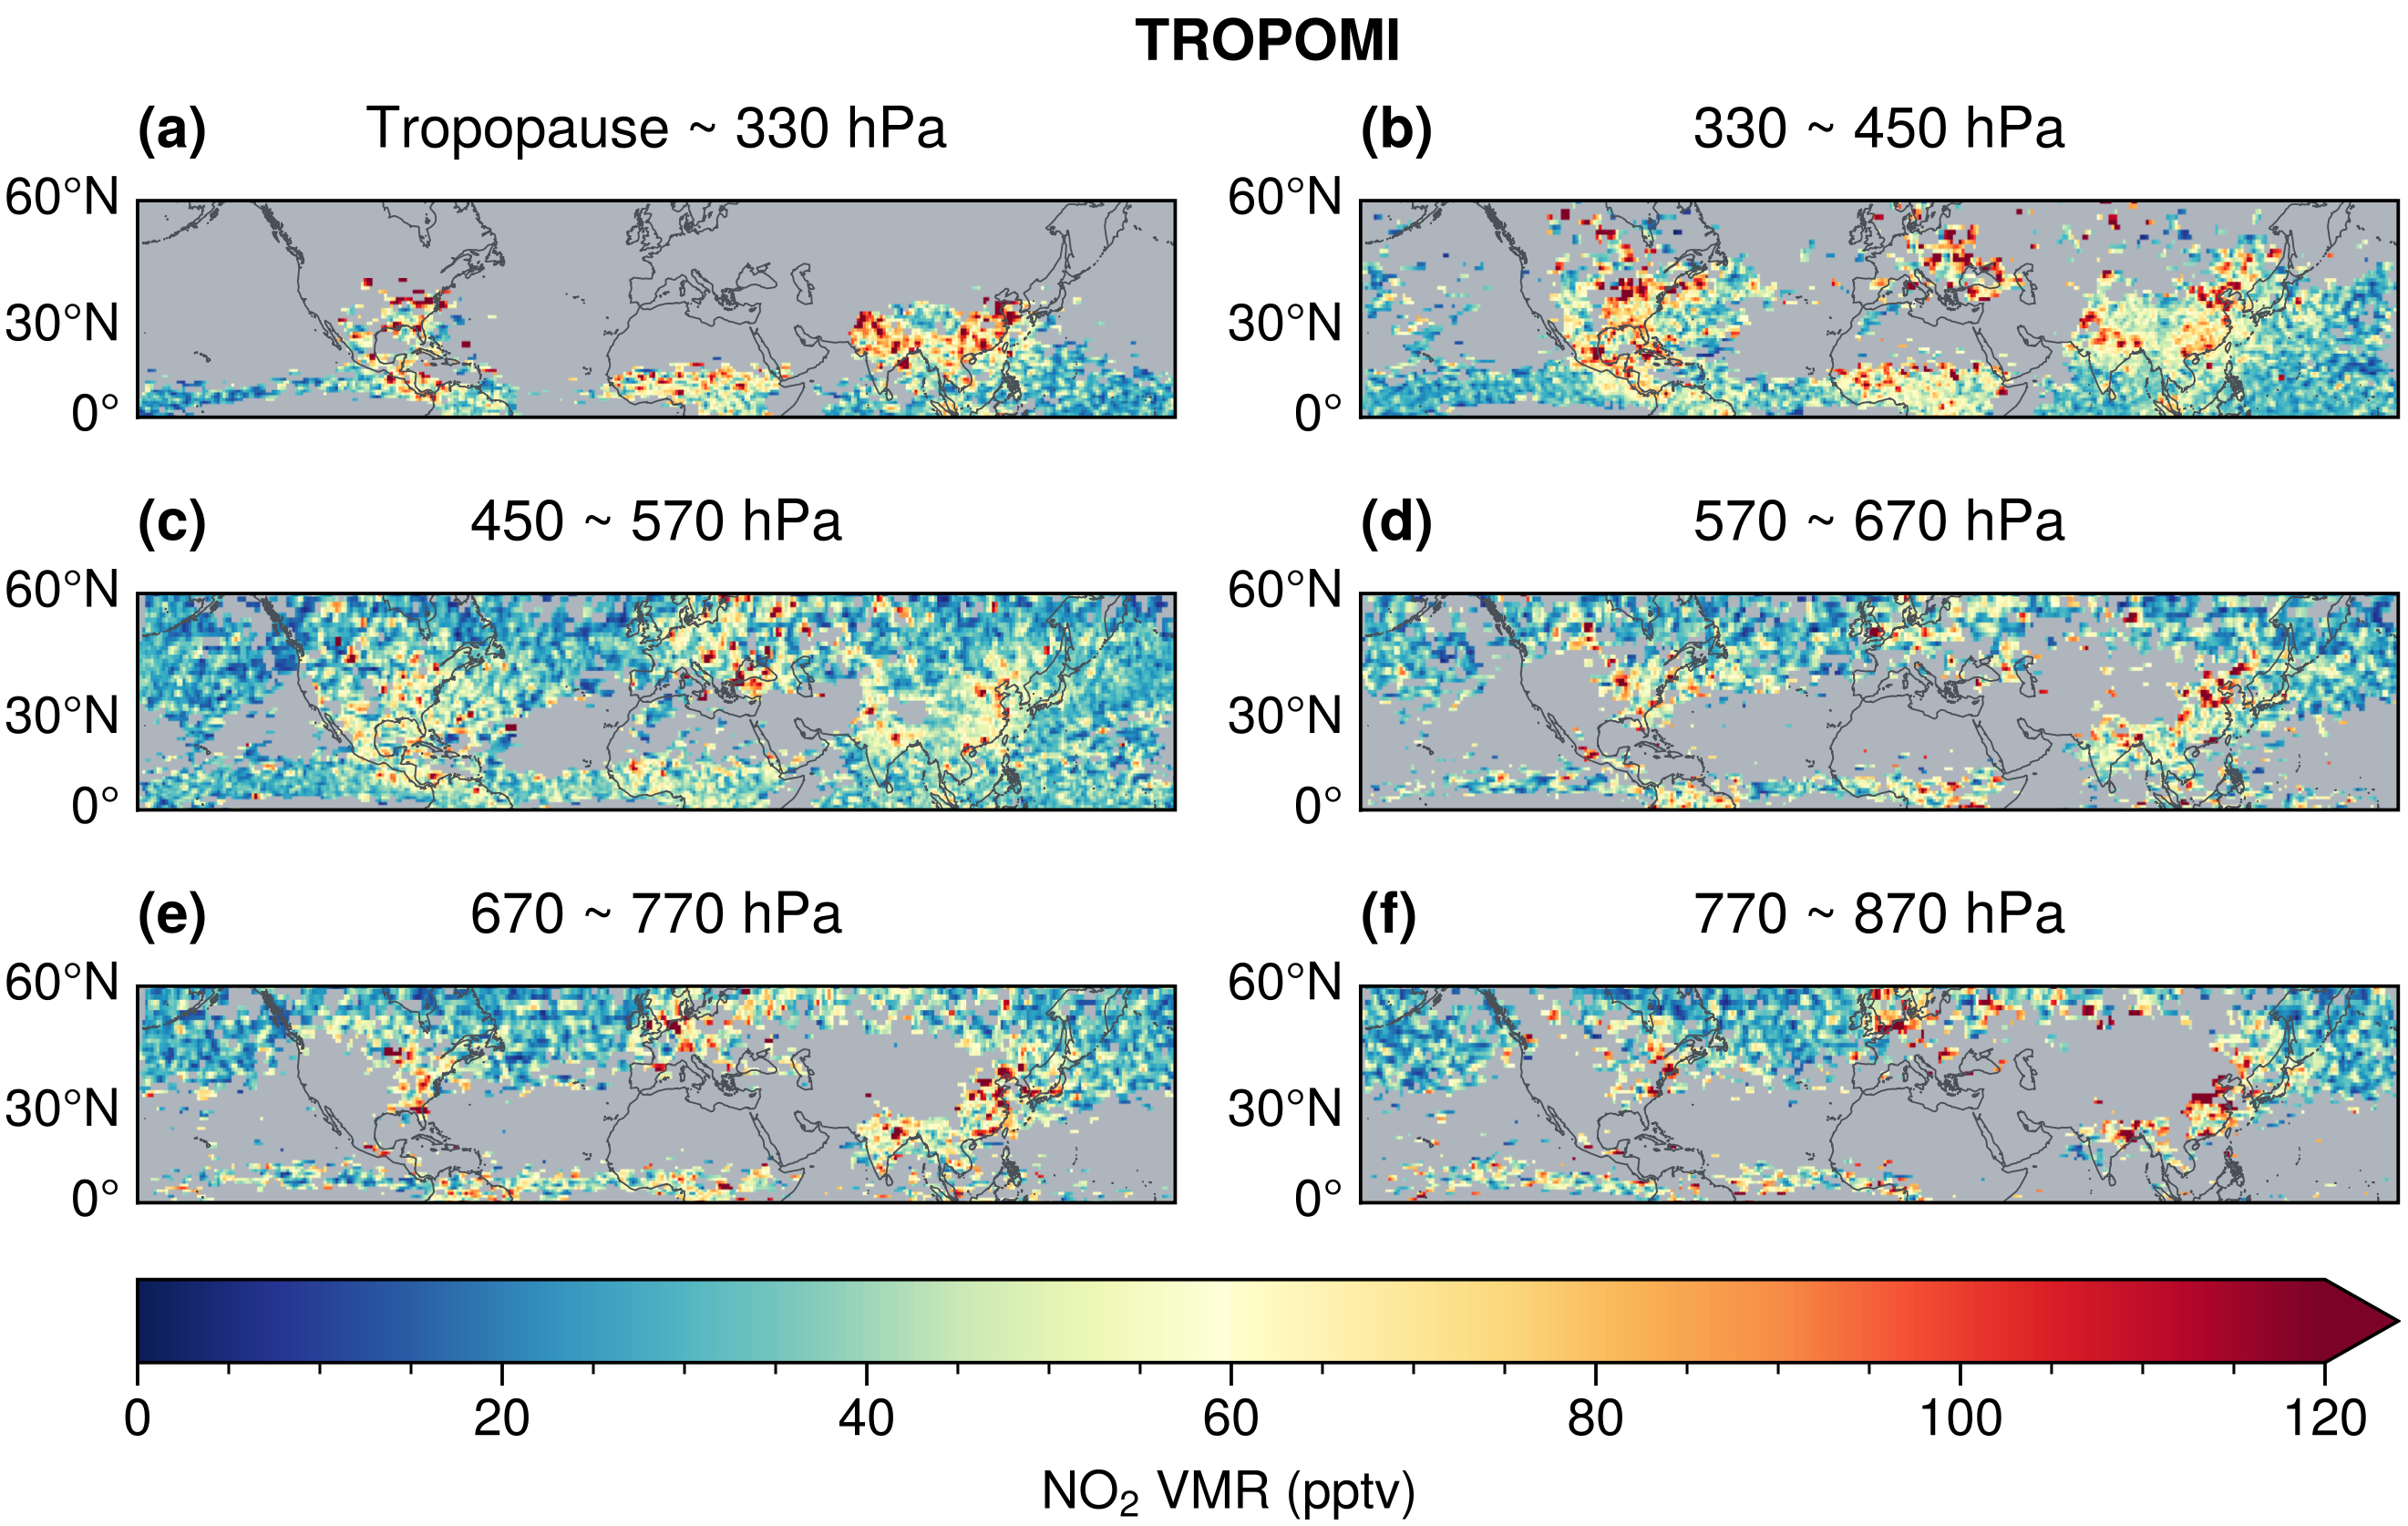 TROPOMI
(a) Tropopause ~ 330 hPa
(b) 330 ~ 450 hPa
60°N
30°N
0°
60°N
30°N
0°
(c) 450 ~ 570 hPa
(d) 570 ~ 670 hPa
60°N
30°N
0°
60°N
30°N
0°
(e) 670 ~ 770 hPa
(f) 770 ~ 870 hPa
60°N
30°N
0°
60°N
30°N
0°
0 20 40 60 80 100 120
NO₂ VMR (pptv)